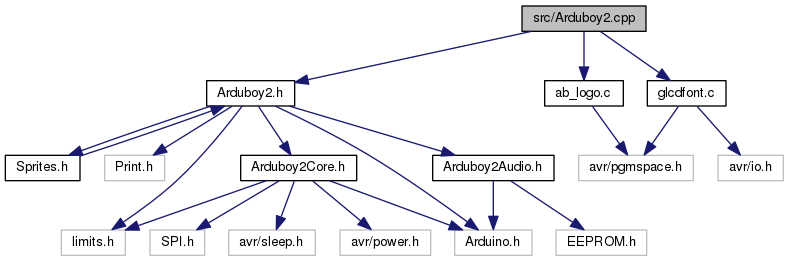 src/Arduboy2.cpp
Arduboy2.h
ab_logo.c
glcdfont.c
Sprites.h
Print.h
Arduboy2Core.h
Arduboy2Audio.h
avr/pgmspace.h
avr/io.h
limits.h
SPI.h
avr/sleep.h
avr/power.h
Arduino.h
EEPROM.h